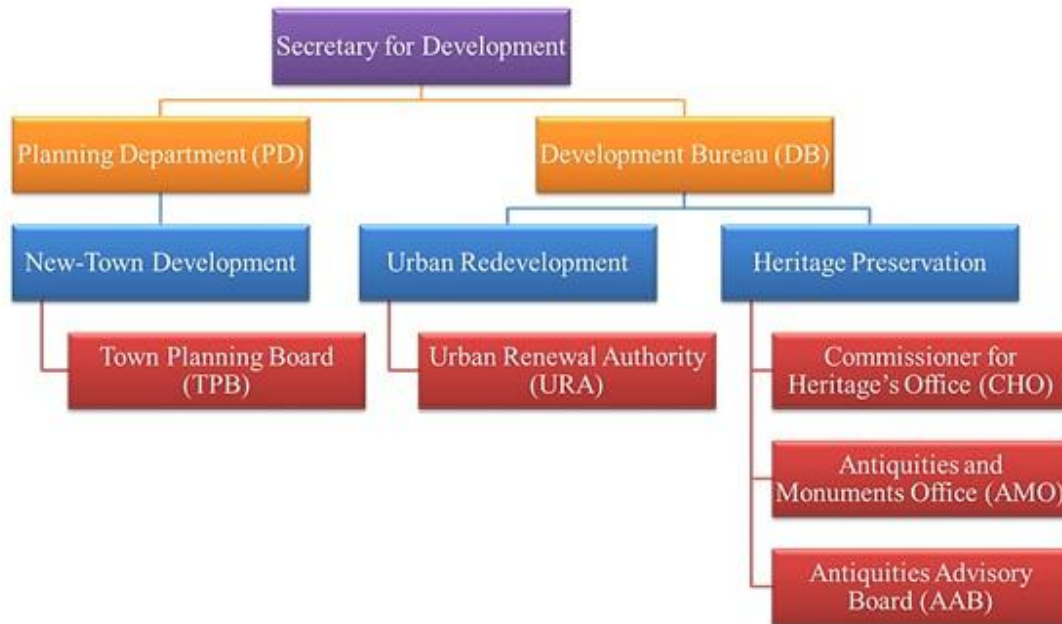 Secretary for Development
Planning Department (PD)
Development Bureau (DB)
New-Town Development
Urban Redevelopment
Heritage Preservation
Town Planning Board
(TPB)
Urban Renewal Authority
(URA)
Commissioner for
Heritage’s Office (CHO)
Antiquities and
Monuments Office (AMO)
Antiquities Advisory
Board (AAB)